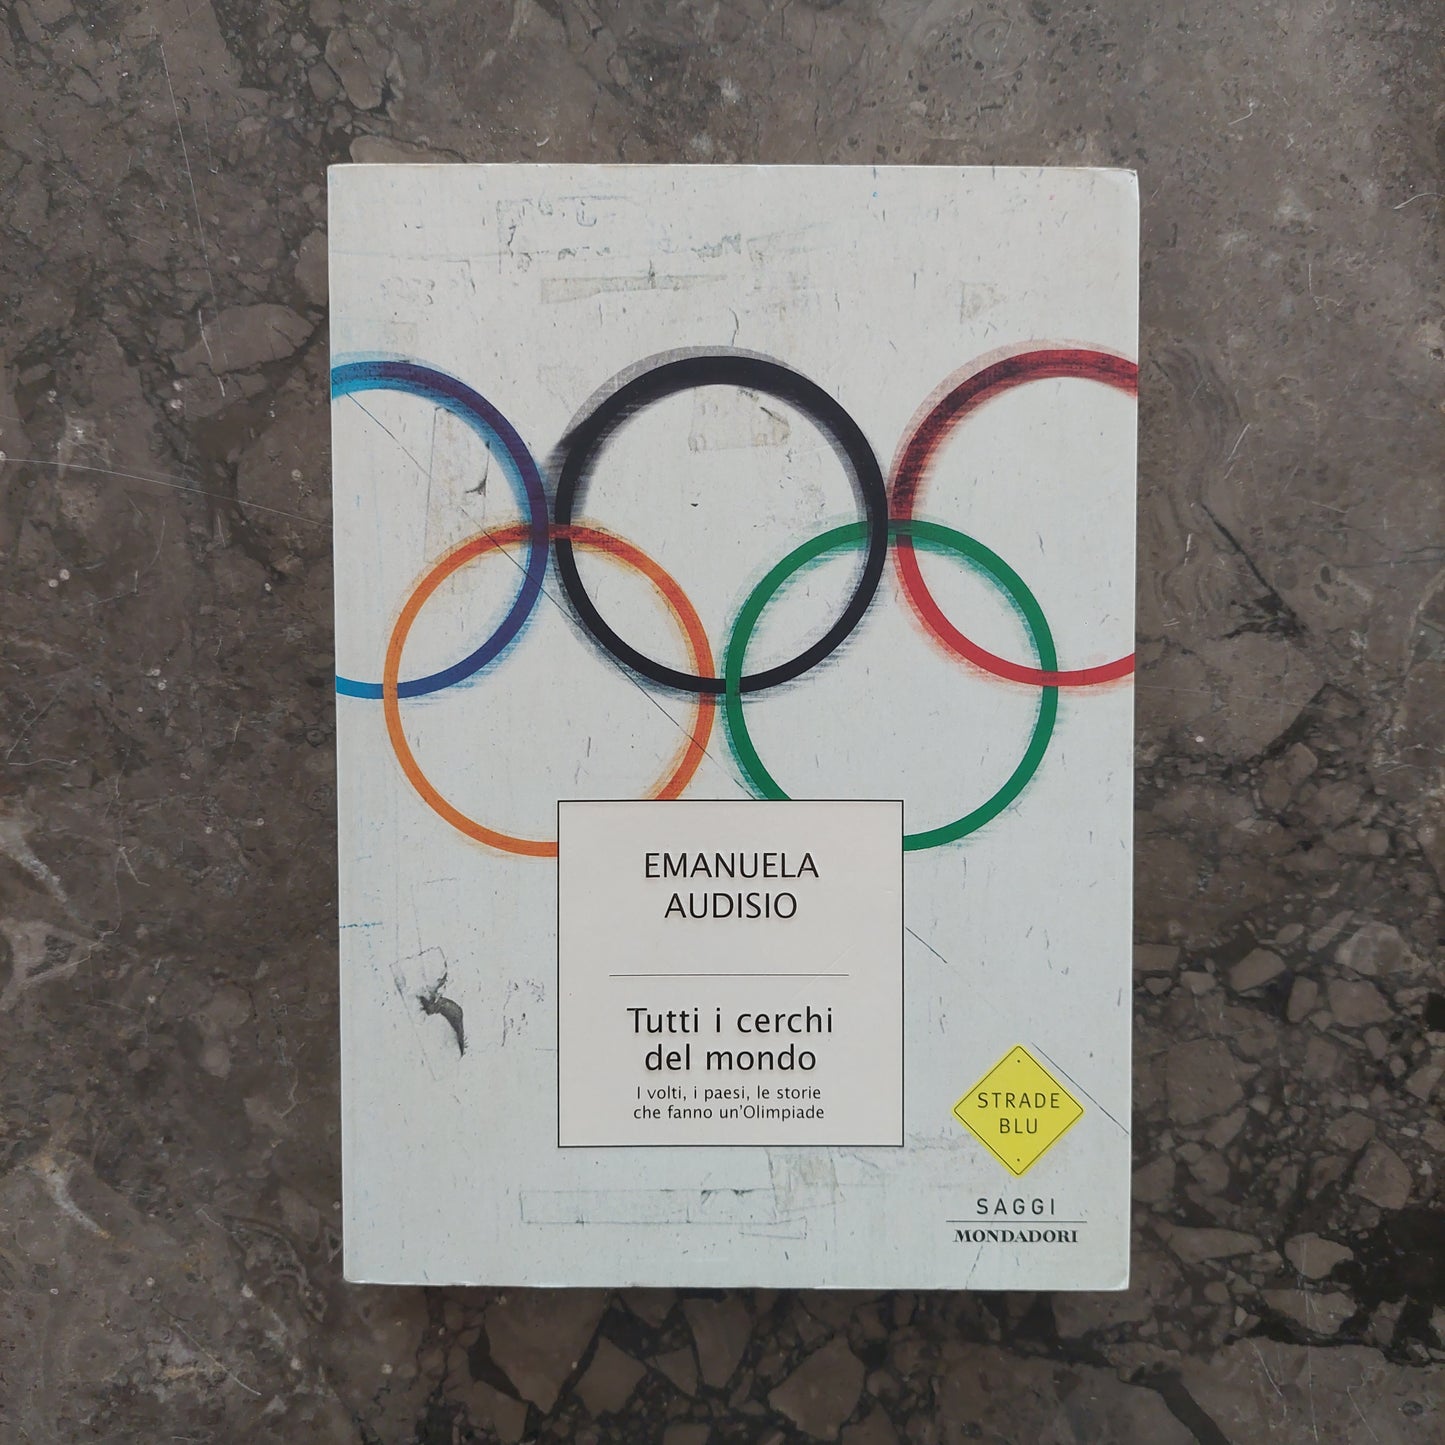 EMANUELA
AUDISIO
Tutti i cerchi
del mondo
I volti, i paesi, le storie
che fanno un'Olimpiade
STRADE
BLU
SAGGI
MONDADORI